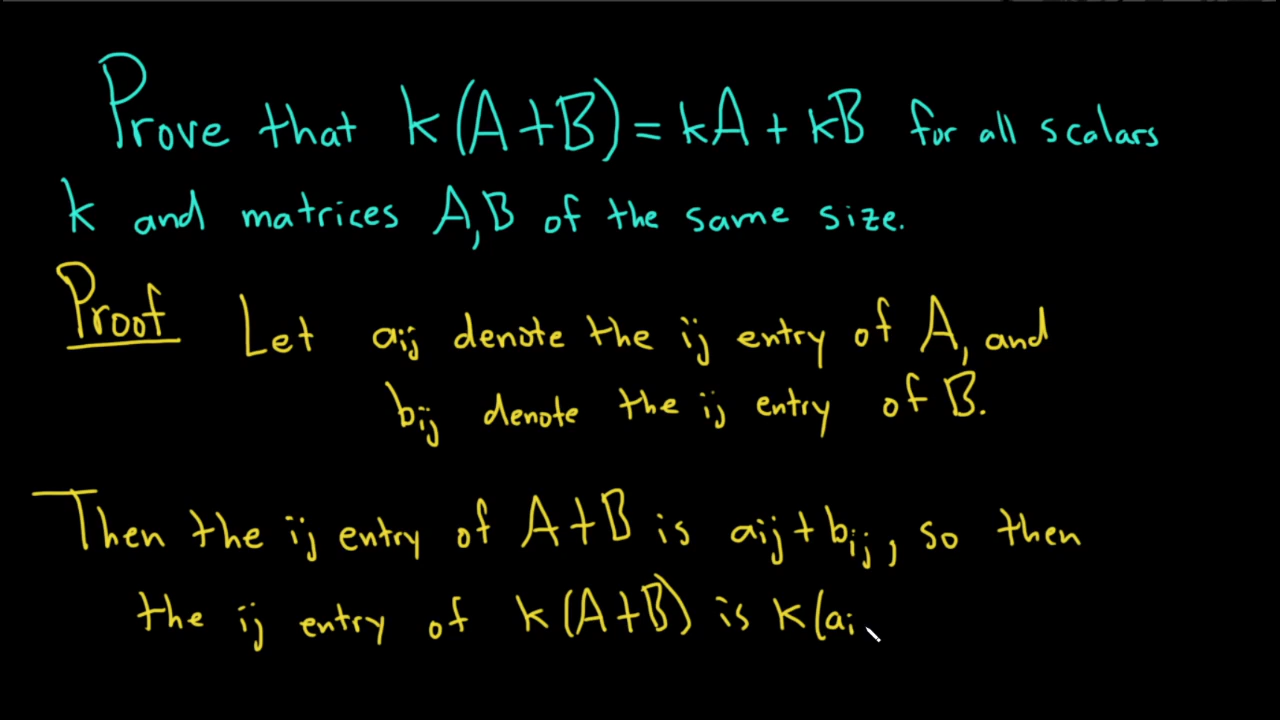 Prove that k(A+B) = kA + kB for all scalars
k and matrices A,B of the same size.
Proof Let aij denote the ij entry of A, and
bij denote the ij entry of B.
Then the ij entry of A+B is aij + bij, so then
the ij entry of k(A+B) is k(ai